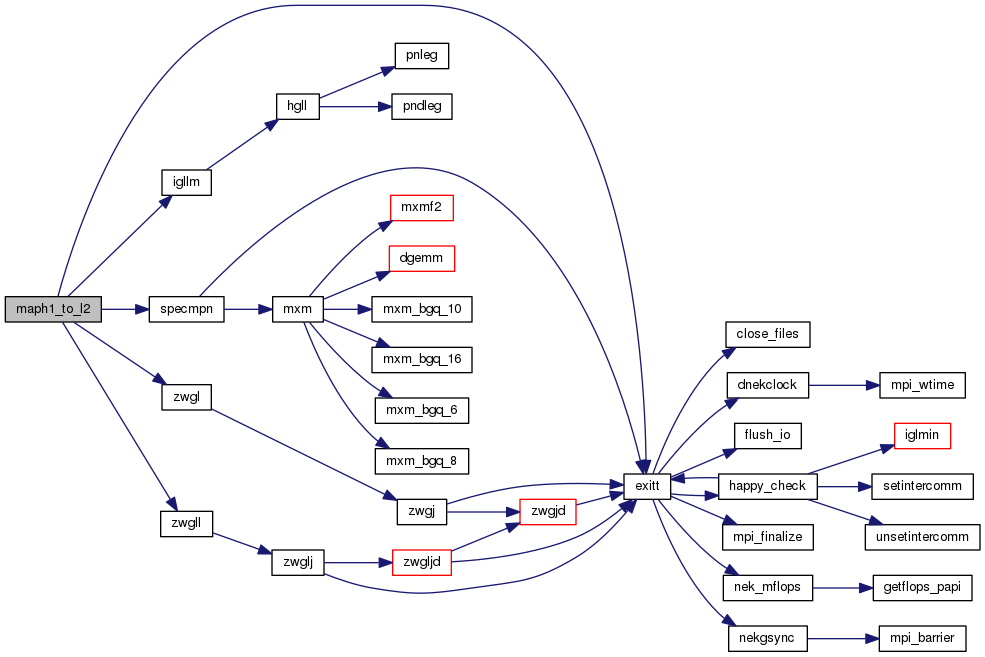 pnleg
hgll
pndleg
igllm
mxmf2
dgemm
maph1_to_l2
specmpn
mxm
mxm_bgq_10
close_files
mxm_bgq_16
dnekclock
mpi_wtime
zwgl
mxm_bgq_6
flush_io
iglmin
mxm_bgq_8
exitt
happy_check
setintercomm
zwgj
zwgjd
zwgll
mpi_finalize
unsetintercomm
zwglj
zwgljd
nek_mflops
getflops_papi
nekgsync
mpi_barrier